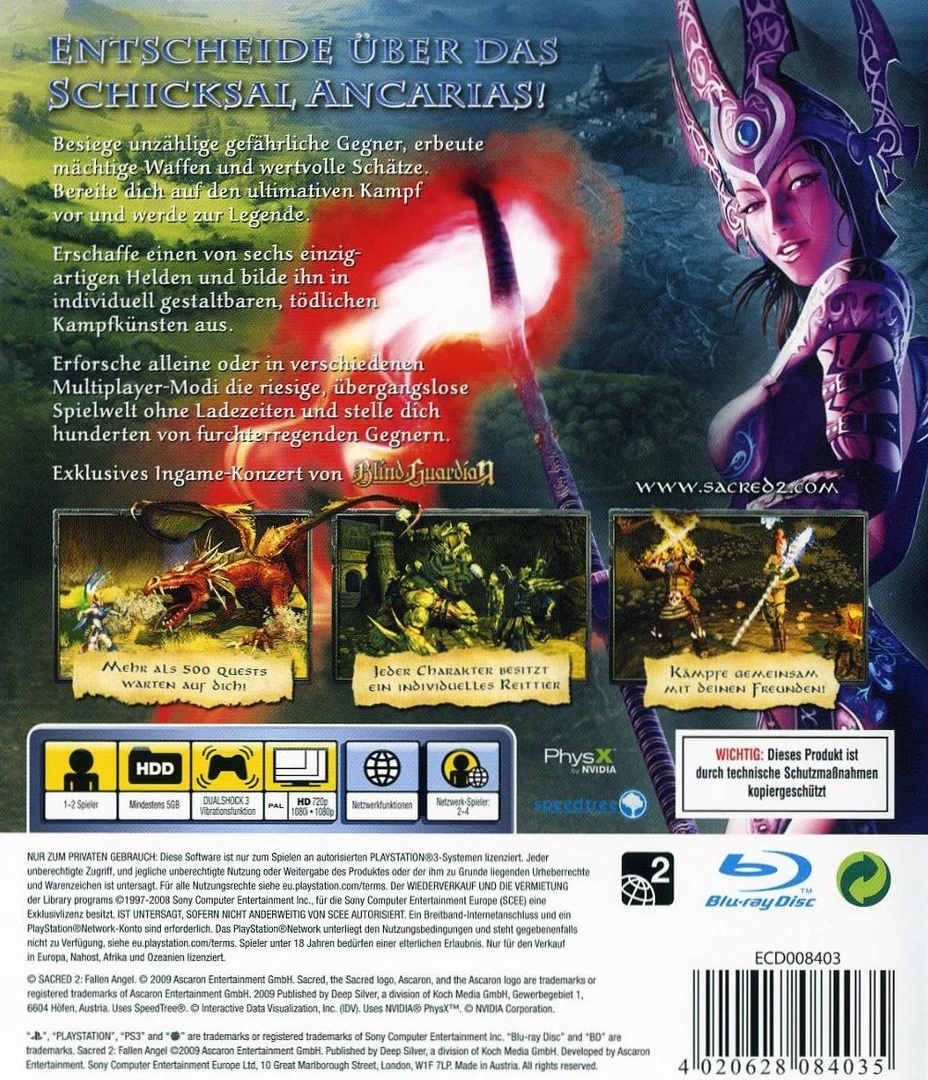 ENTSCHEIDE ÜBER DAS
SCHICKSAL ANCARIAS!
Besiege unzählige gefährliche Gegner, erbeute
mächtige Waffen und wertvolle Schätze.
Bereite dich auf den ultimativen Kampf
vor und werde zur Legende.
Erschaffe einen von sechs einzig-
artigen Helden und bilde ihn in
individuell gestaltbaren, tödlichen
Kampfkünsten aus.
Erforsche alleine oder in verschiedenen
Multiplayer-Modi die riesige, übergangslose
Spielwelt ohne Ladezeiten und stelle dich
hunderten von furchterregenden Gegnern.
Exklusives Ingame-Konzert von Blind Guardian
WWW.SACRED2.COM
MEHR ALS 500 QUESTS
WARTEN AUF DICH!
JEDER CHARAKTER BESITZT
EIN INDIVIDUELLES REITTIER
KÄMPFE GEMEINSAM
MIT DEINEN FREUNDEN!
HDD
1-2 Spieler
Mindestens 5GB
DUALSHOCK 3
Vibrationsfunktion
PAL
HD 720p
1080i • 1080p
Netzwerkfunktionen
Netzwerk-Spieler:
2-4
PhysX™
by NVIDIA
speedtree
WICHTIG: Dieses Produkt ist
durch technische Schutzmaßnahmen
kopiergeschützt
NUR ZUM PRIVATEN GEBRAUCH: Diese Software ist nur zum Spielen an autorisierten PLAYSTATION®3-Systemen lizenziert. Jeder
unberechtigte Zugriff, und jegliche unberechtigte Nutzung oder Weitergabe des Produktes oder der ihm zu Grunde liegenden Urheberrechte
und Warenzeichen ist untersagt. Für alle Nutzungsrechte siehe eu.playstation.com/terms. Der WIEDERVERKAUF UND DIE VERMIETUNG
der Library programs ©1997-2008 Sony Computer Entertainment Inc., für die Sony Computer Entertainment Europe (SCEE) eine
Exklusivlizenz besitzt, IST UNTERSAGT, SOFERN NICHT ANDERWEITIG VON SCEE AUTORISIERT. Ein Breitband-Internetanschluss und ein
PlayStation®Network-Konto sind erforderlich. Das PlayStation®Network unterliegt den Nutzungsbedingungen und steht gegebenenfalls
nicht zu Verfügung, siehe eu.playstation.com/terms. Spieler unter 18 Jahren bedürfen einer elterlichen Erlaubnis. Nur für den Verkauf
in Europa, Nahost, Afrika und Ozeanien lizenziert.
2
Blu-ray Disc™
© SACRED 2: Fallen Angel. © 2009 Ascaron Entertainment GmbH. Sacred, the Sacred logo, Ascaron, and the Ascaron logo are trademarks or
registered trademarks of Ascaron Entertainment GmbH. 2009 Published by Deep Silver, a division of Koch Media GmbH, Gewerbegebiet 1,
6604 Höfen, Austria. Uses SpeedTree®. © Interactive Data Visualization, Inc. (IDV). Uses NVIDIA® PhysX™. © NVIDIA Corporation.
ECD008403
"", "PLAYSTATION", "PS3" and "" are trademarks or registered trademarks of Sony Computer Entertainment Inc. "Blu-ray Disc" and "BD" are
trademarks. Sacred 2: Fallen Angel ©2009 Ascaron Entertainment GmbH. Published by Deep Silver, a division of Koch Media GmbH. Developed by Ascaron
Entertainment. Sony Computer Entertainment Europe Ltd, 10 Great Marlborough Street, London, W1F 7LP. Made in Austria. All rights reserved.
4 020628 084035